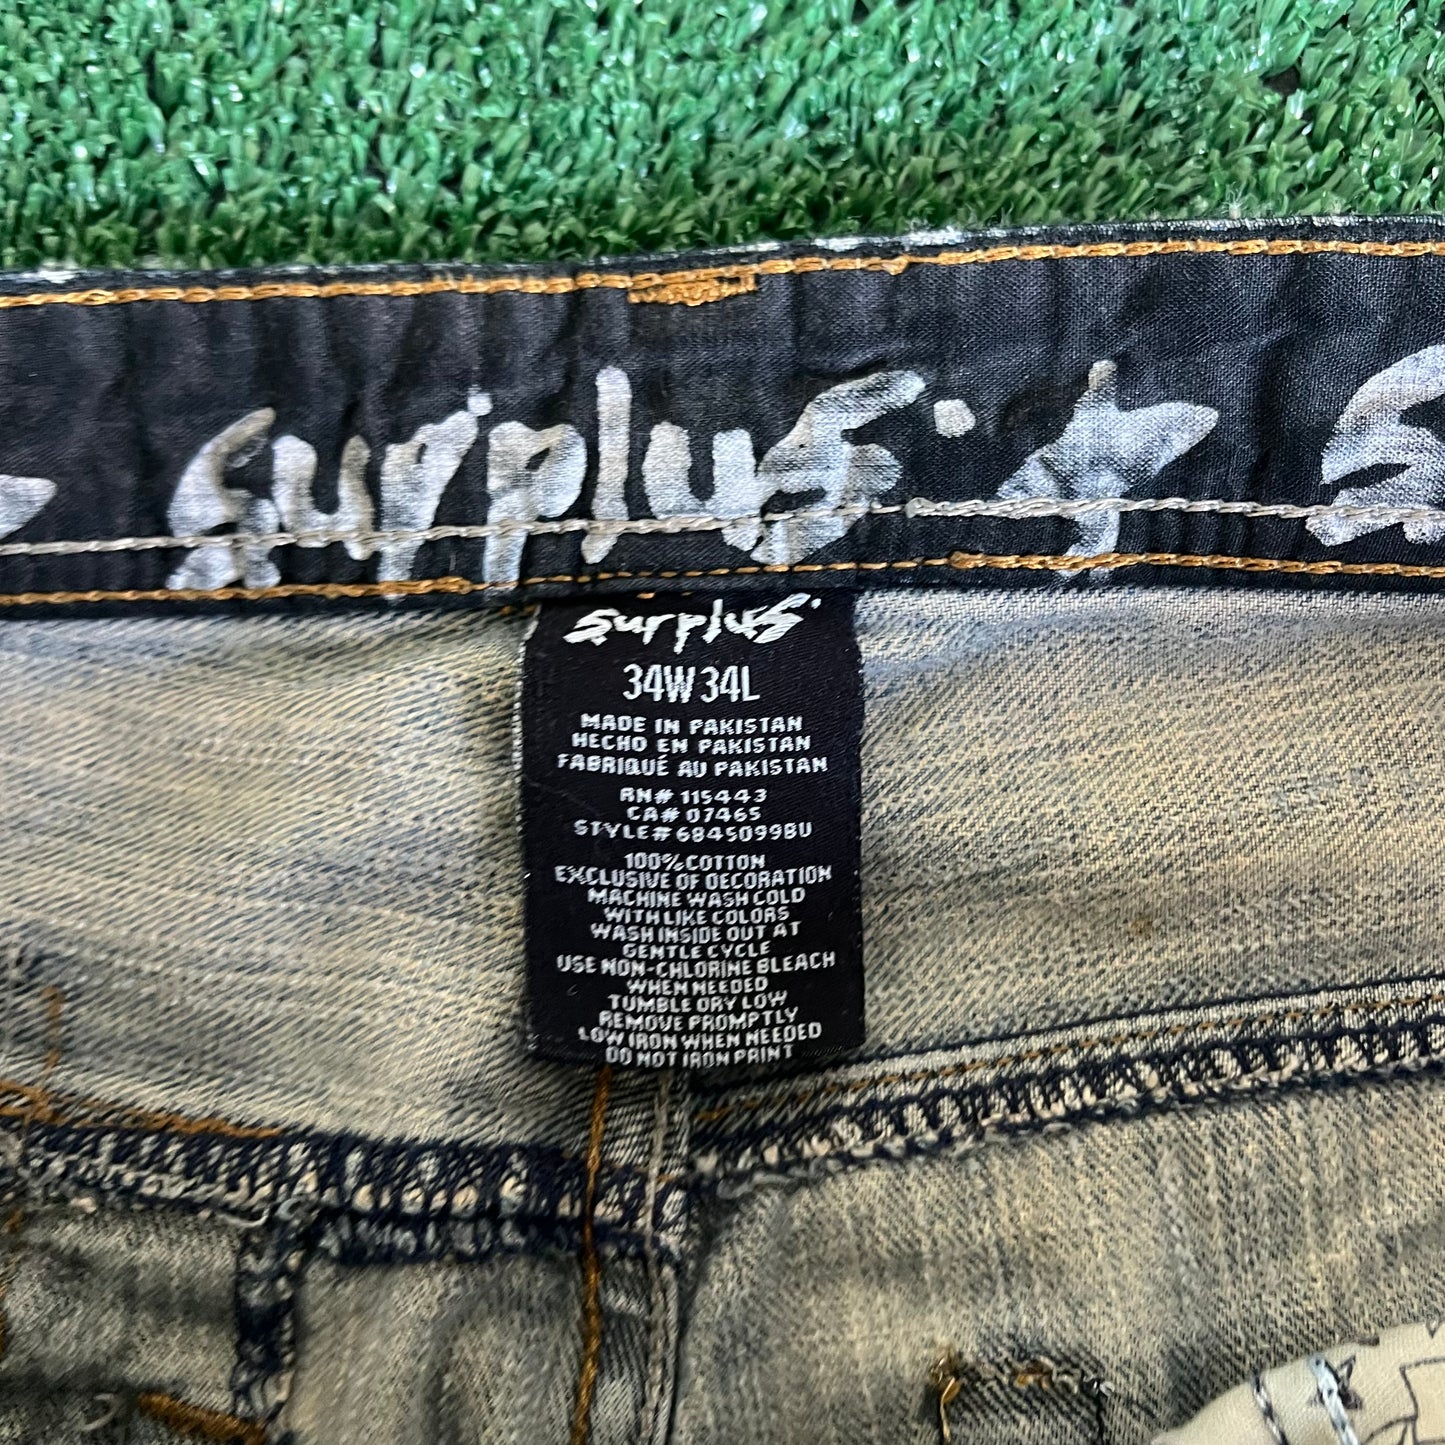 surplus
s
surplus
34W 34L
MADE IN PAKISTAN
HECHO EN PAKISTAN
FABRIQUÉ AU PAKISTAN
RN# 115443
CA# 07465
STYLE# 6845099BU
100% COTTON
EXCLUSIVE OF DECORATION
MACHINE WASH COLD
WITH LIKE COLORS
WASH INSIDE OUT AT
GENTLE CYCLE
USE NON-CHLORINE BLEACH
WHEN NEEDED
TUMBLE DRY LOW
REMOVE PROMPTLY
LOW IRON WHEN NEEDED
DO NOT IRON PRINT